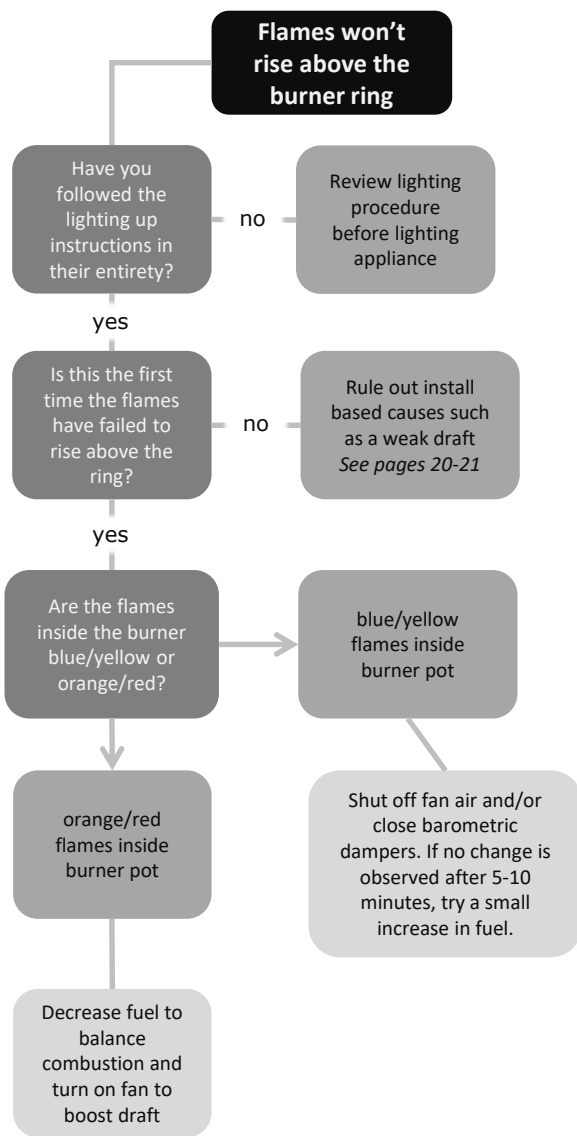 Flames won't
rise above the
burner ring
Have you
followed the
lighting up
instructions in
their entirety?
no
Review lighting
procedure
before lighting
appliance
yes
Is this the first
time the flames
have failed to
rise above the
ring?
no
Rule out install
based causes such
as a weak draft
See pages 20-21
yes
Are the flames
inside the burner
blue/yellow or
orange/red?
blue/yellow
flames inside
burner pot
orange/red
flames inside
burner pot
Shut off fan air and/or
close barometric
dampers. If no change is
observed after 5-10
minutes, try a small
increase in fuel.
Decrease fuel to
balance
combustion and
turn on fan to
boost draft